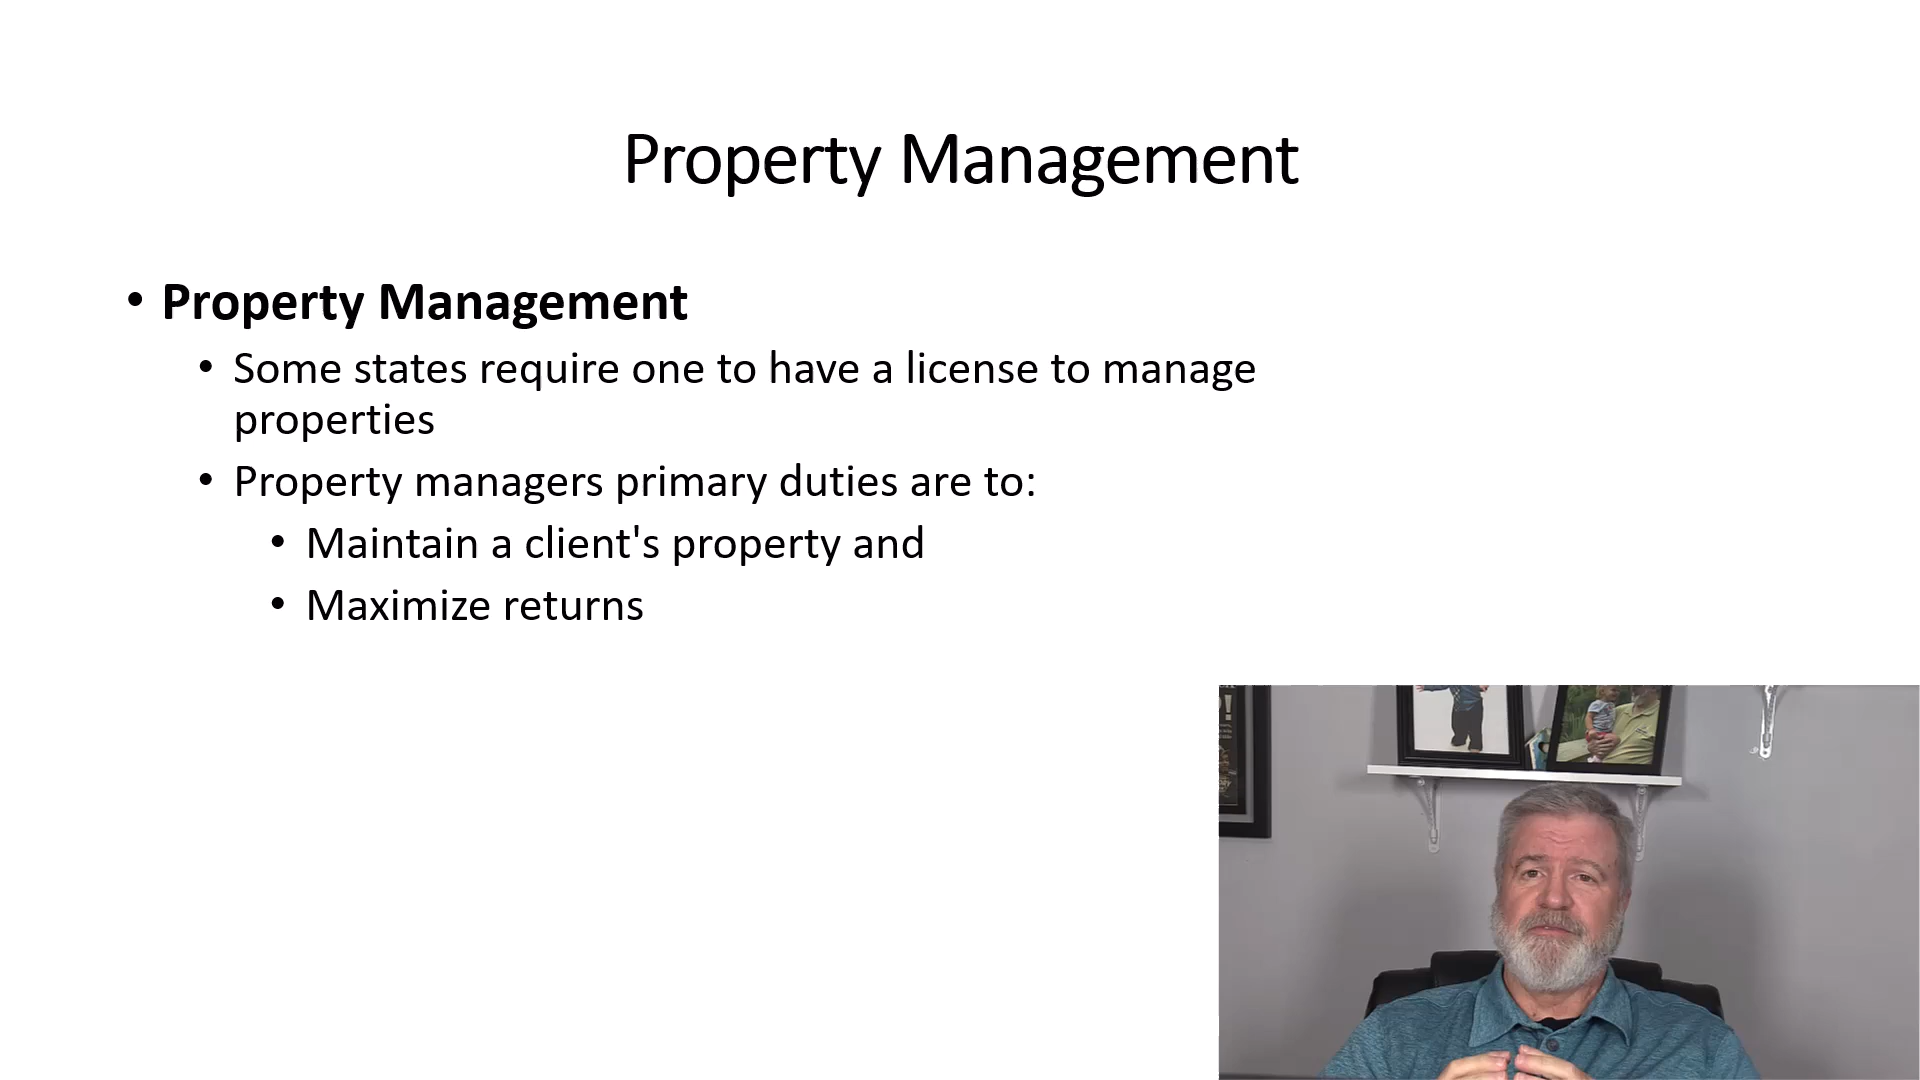 Property Management
• Property Management
• Some states require one to have a license to manage
properties
• Property managers primary duties are to:
• Maintain a client's property and
• Maximize returns